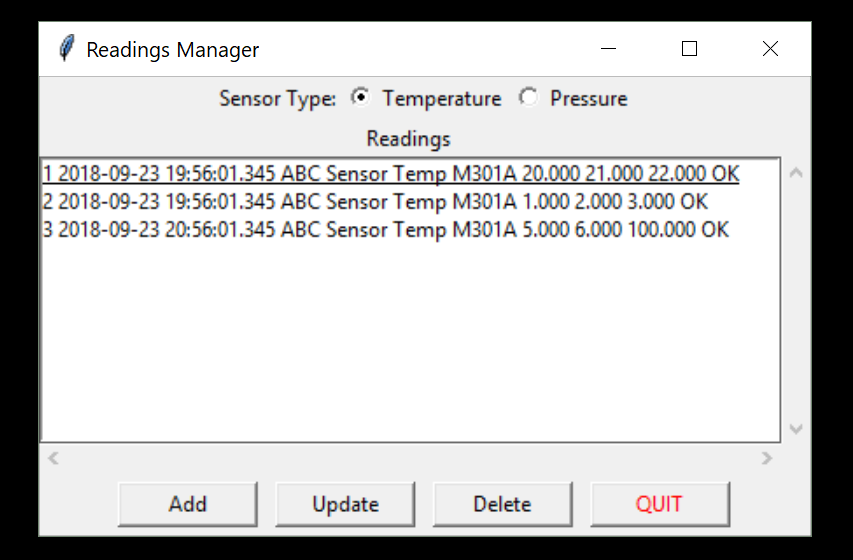 Readings Manager
Sensor Type: Temperature Pressure
Readings
1 2018-09-23 19:56:01.345 ABC Sensor Temp M301A 20.000 21.000 22.000 OK
2 2018-09-23 19:56:01.345 ABC Sensor Temp M301A 1.000 2.000 3.000 OK
3 2018-09-23 20:56:01.345 ABC Sensor Temp M301A 5.000 6.000 100.000 OK
Add Update Delete QUIT